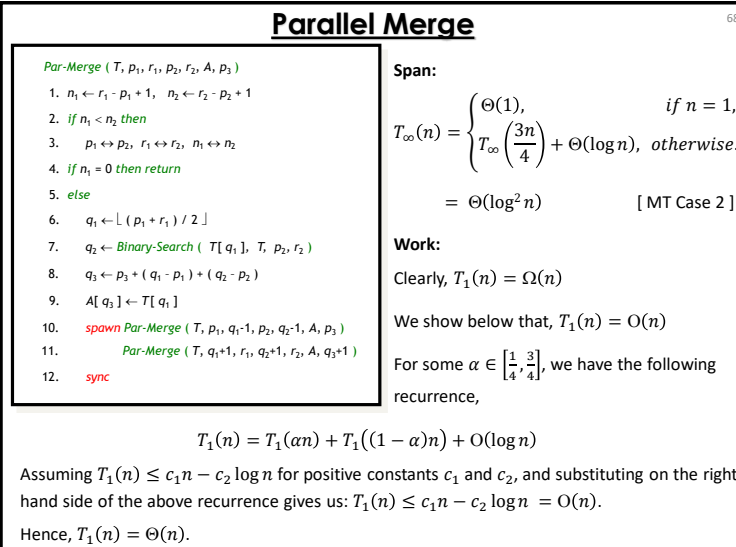 Parallel Merge
68
Par-Merge ( T, p₁, r₁, p₂, r₂, A, p₃ )
1. n₁ ← r₁ - p₁ + 1, n₂ ← r₂ - p₂ + 1
2. if n₁ < n₂ then
3. p₁ ↔ p₂, r₁ ↔ r₂, n₁ ↔ n₂
4. if n₁ = 0 then return
5. else
6. q₁ ← ⌊ ( p₁ + r₁ ) / 2 ⌋
7. q₂ ← Binary-Search ( T[ q₁ ], T, p₂, r₂ )
8. q₃ ← p₃ + ( q₁ - p₁ ) + ( q₂ - p₂ )
9. A[ q₃ ] ← T[ q₁ ]
10. spawn Par-Merge ( T, p₁, q₁-1, p₂, q₂-1, A, p₃ )
11. Par-Merge ( T, q₁+1, r₁, q₂+1, r₂, A, q₃+1 )
12. sync
Span:
T∞(n) = { Θ(1), if n = 1,
T∞(3n/4) + Θ(log n), otherwise.
= Θ(log² n) [ MT Case 2 ]
Work:
Clearly, T₁(n) = Ω(n)
We show below that, T₁(n) = O(n)
For some α ∈ [1/4, 3/4], we have the following
recurrence,
T₁(n) = T₁(αn) + T₁((1 − α)n) + O(log n)
Assuming T₁(n) ≤ c₁n − c₂ log n for positive constants c₁ and c₂, and substituting on the right
hand side of the above recurrence gives us: T₁(n) ≤ c₁n − c₂ log n = O(n).
Hence, T₁(n) = Θ(n).